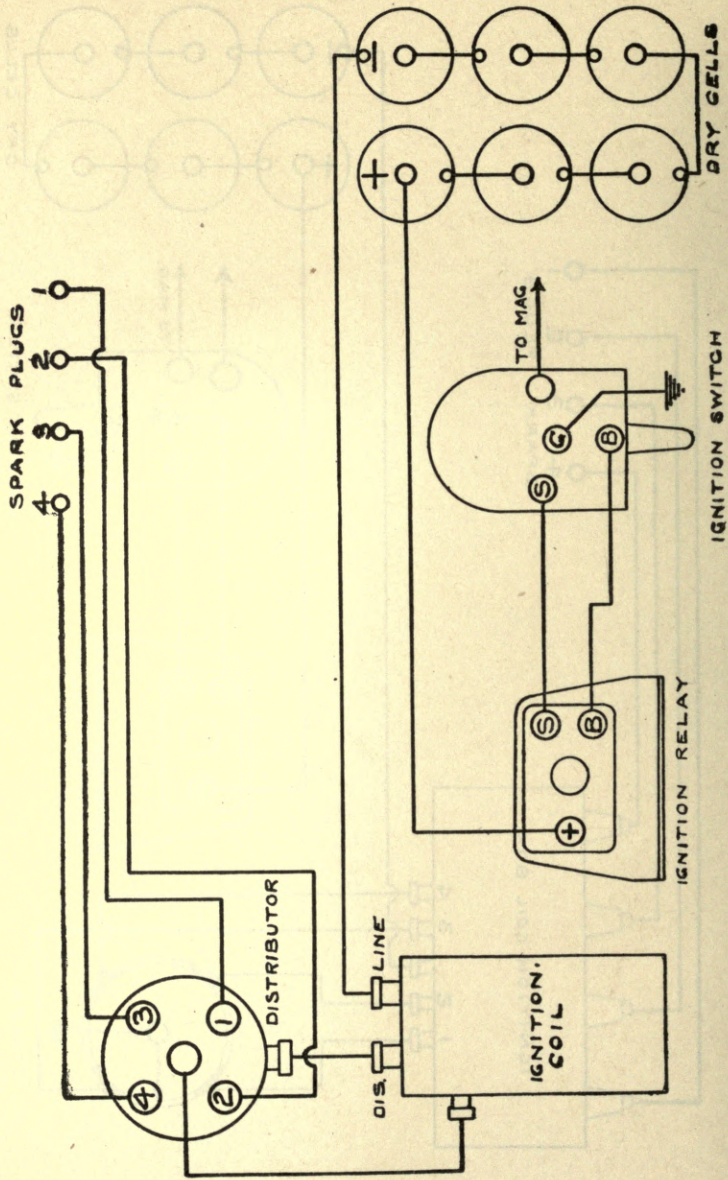 SPARK PLUGS
4 3 2 1
DISTRIBUTOR
4 3
2 1
DIS.
LINE
IGNITION.
COIL
IGNITION RELAY
+ S
B
IGNITION SWITCH
S G
B
TO MAG.
− +
DRY CELLS